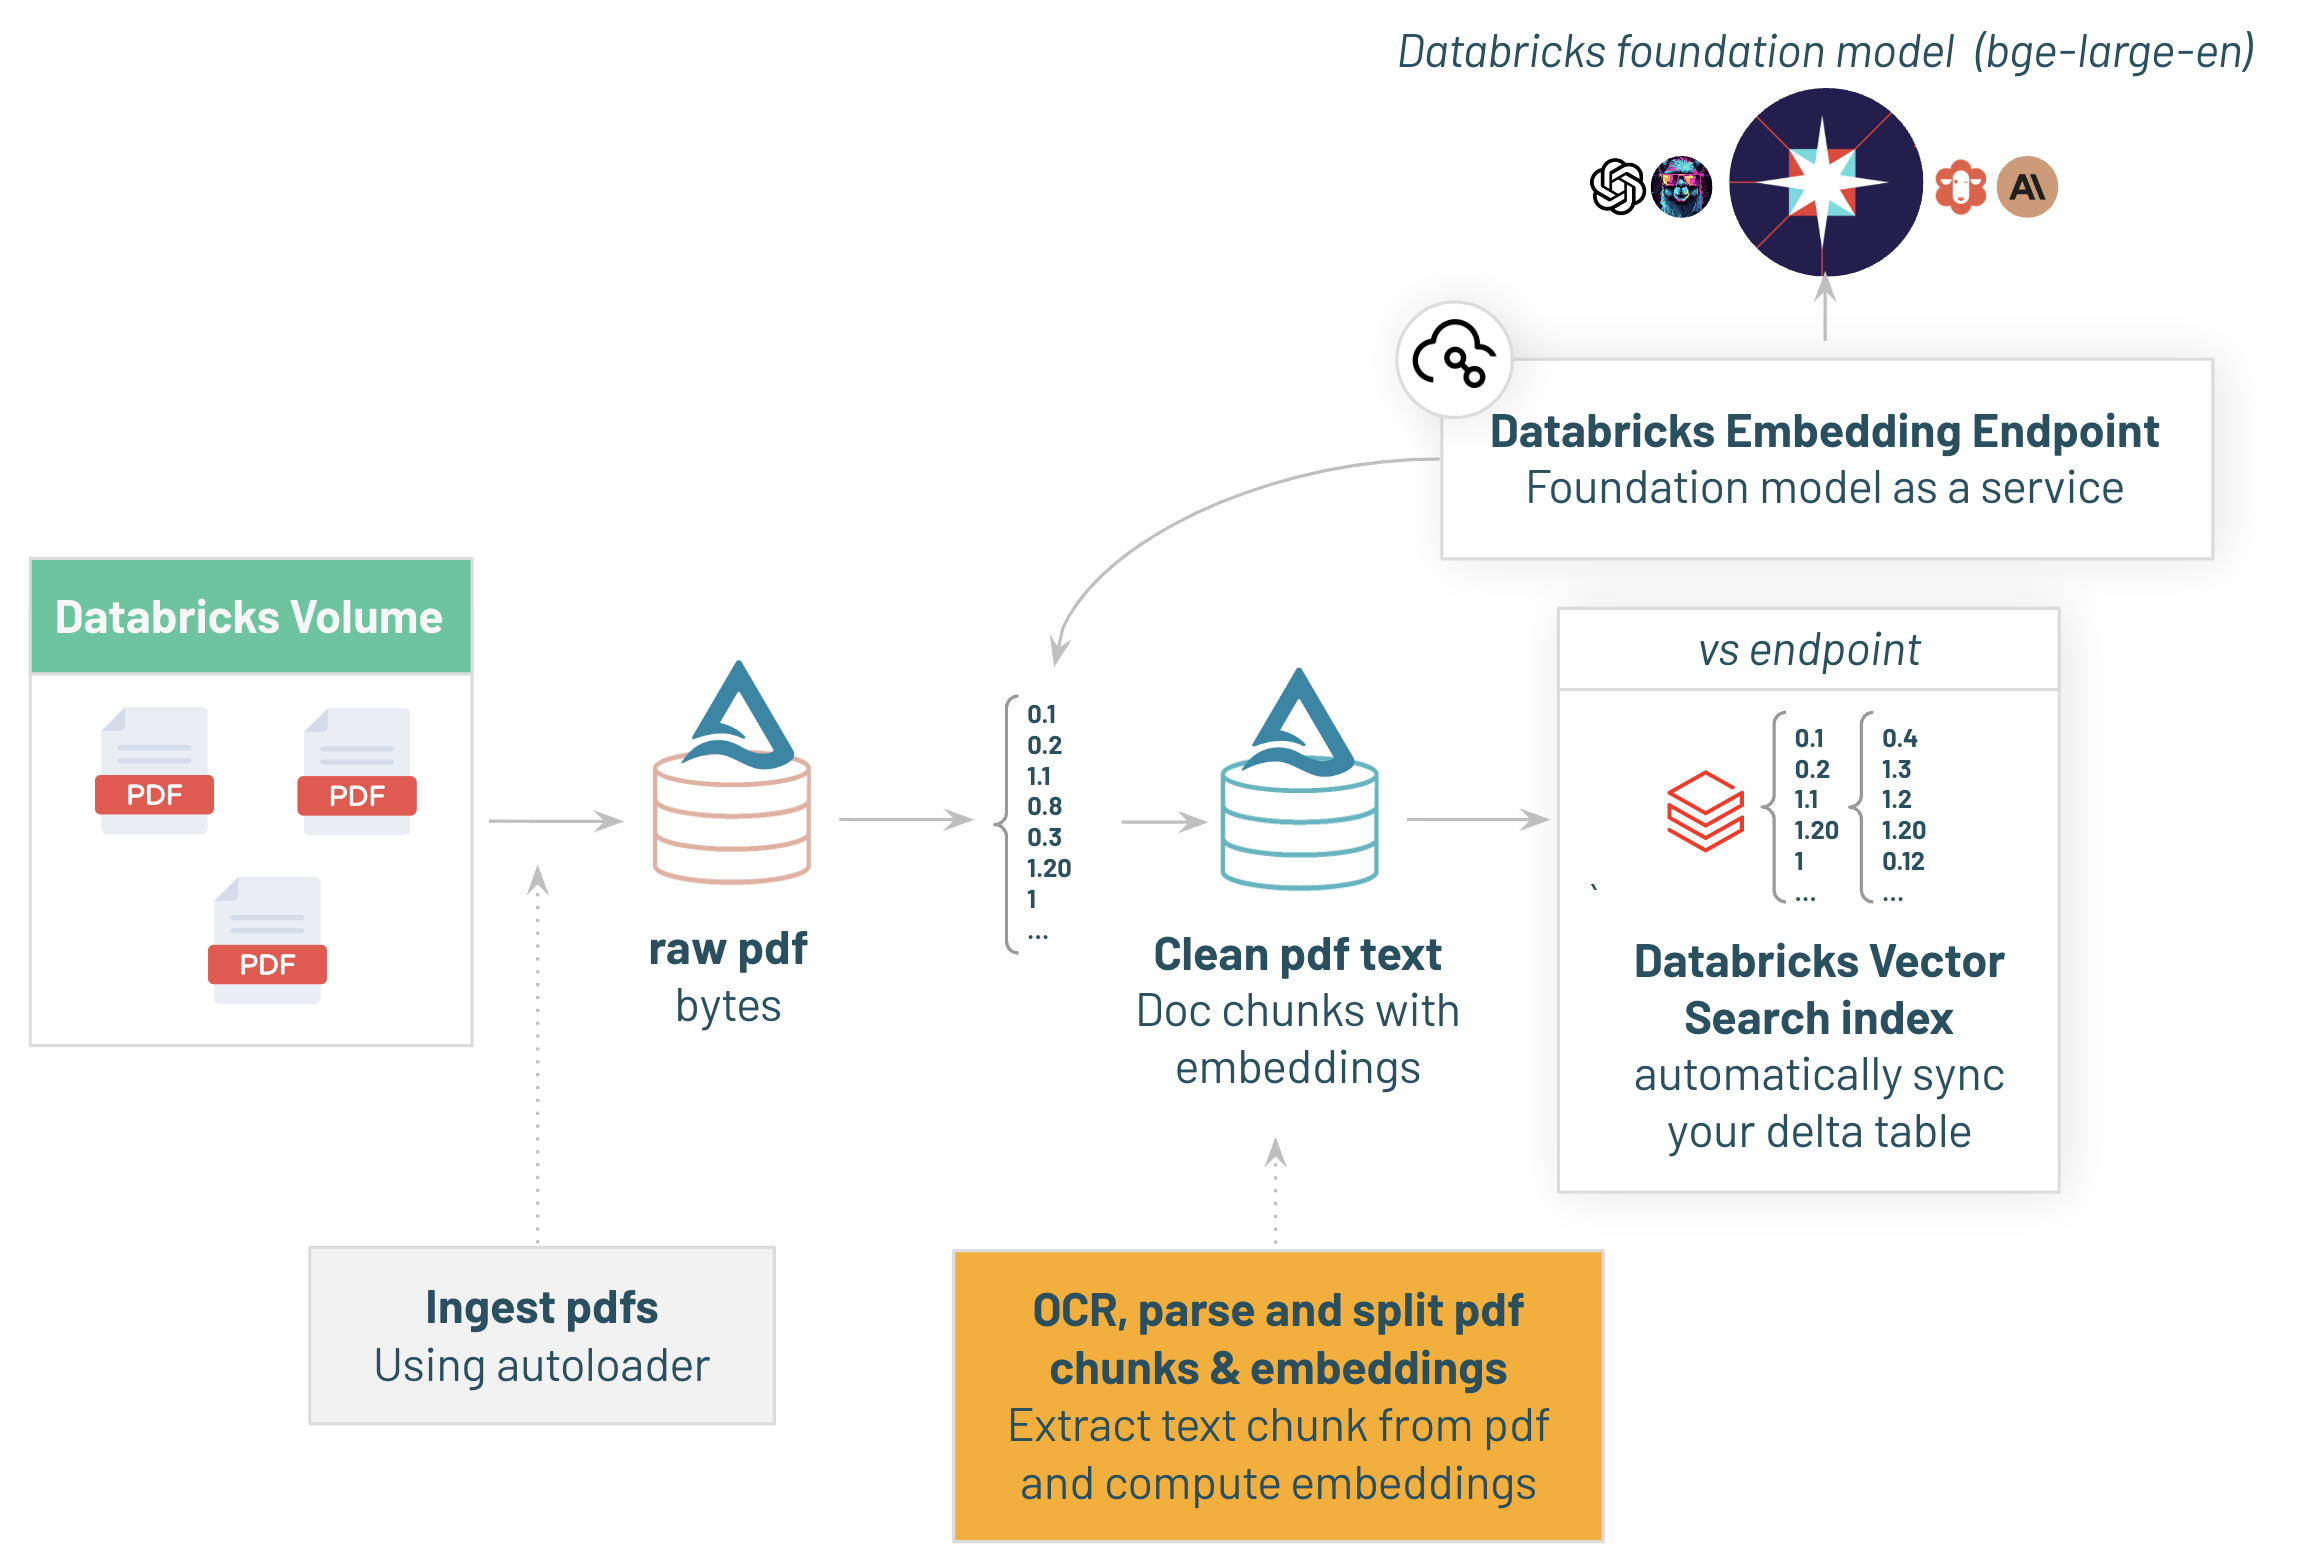 Databricks foundation model (bge-large-en)
Databricks Embedding Endpoint
Foundation model as a service
Databricks Volume
PDF
PDF
PDF
raw pdf
bytes
0.1
0.2
1.1
0.8
0.3
1.20
1
...
Clean pdf text
Doc chunks with
embeddings
vs endpoint
0.1
0.2
1.1
1.20
1
...
0.4
1.3
1.2
1.20
0.12
...
`
Databricks Vector
Search index
automatically sync
your delta table
Ingest pdfs
Using autoloader
OCR, parse and split pdf
chunks & embeddings
Extract text chunk from pdf
and compute embeddings